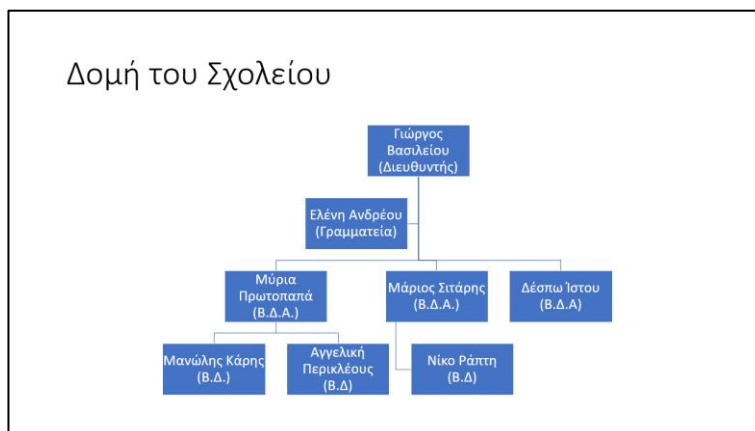 Δομή του Σχολείου
Γιώργος
Βασιλείου
(Διευθυντής)
Ελένη Ανδρέου
(Γραμματεία)
Μύρια
Πρωτοπαπά
(Β.Δ.Α.)
Μάριος Σιτάρης
(Β.Δ.Α.)
Δέσπω Ίστου
(Β.Δ.Α)
Μανώλης Κάρης
(Β.Δ.)
Αγγελική
Περικλέους
(Β.Δ)
Νίκο Ράπτη
(Β.Δ)